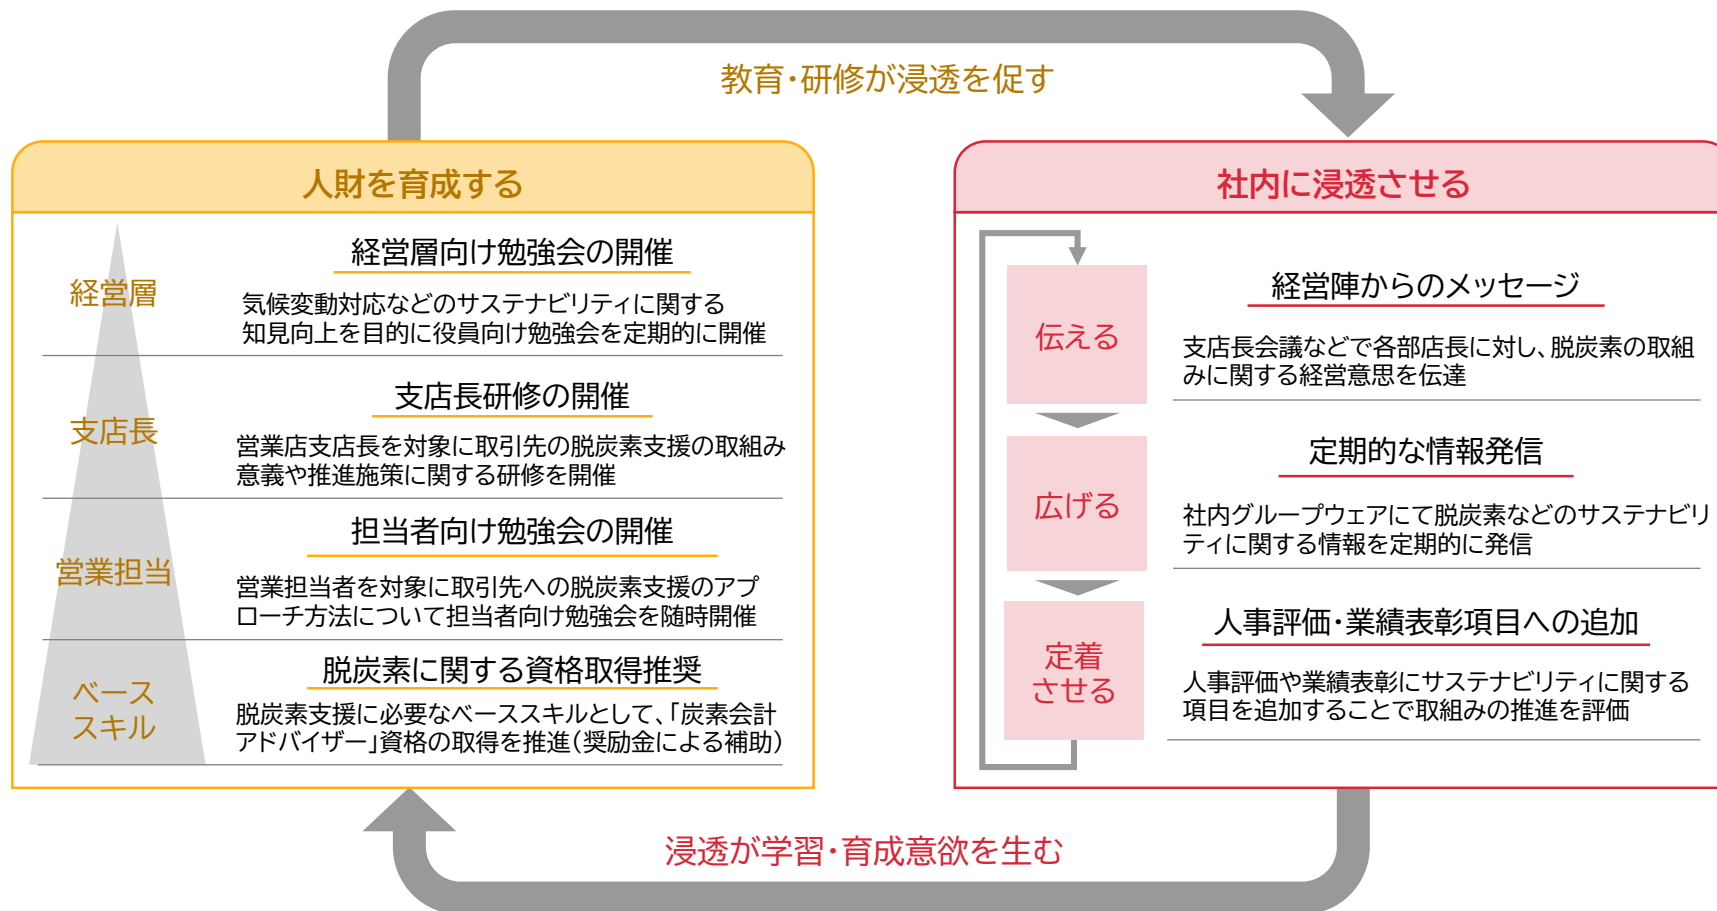 教育・研修が浸透を促す
人財を育成する
経営層
経営層向け勉強会の開催
気候変動対応などのサステナビリティに関する
知見向上を目的に役員向け勉強会を定期的に開催
支店長
支店長研修の開催
営業店支店長を対象に取引先の脱炭素支援の取組み
意義や推進施策に関する研修を開催
営業担当
担当者向け勉強会の開催
営業担当者を対象に取引先への脱炭素支援のアプ
ローチ方法について担当者向け勉強会を随時開催
ベース
スキル
脱炭素に関する資格取得推奨
脱炭素支援に必要なベーススキルとして、「炭素会計
アドバイザー」資格の取得を推進(奨励金による補助)
社内に浸透させる
伝える
経営陣からのメッセージ
支店長会議などで各部店長に対し、脱炭素の取組
みに関する経営意思を伝達
広げる
定期的な情報発信
社内グループウェアにて脱炭素などのサステナビリ
ティに関する情報を定期的に発信
定着
させる
人事評価・業績表彰項目への追加
人事評価や業績表彰にサステナビリティに関する
項目を追加することで取組みの推進を評価
浸透が学習・育成意欲を生む